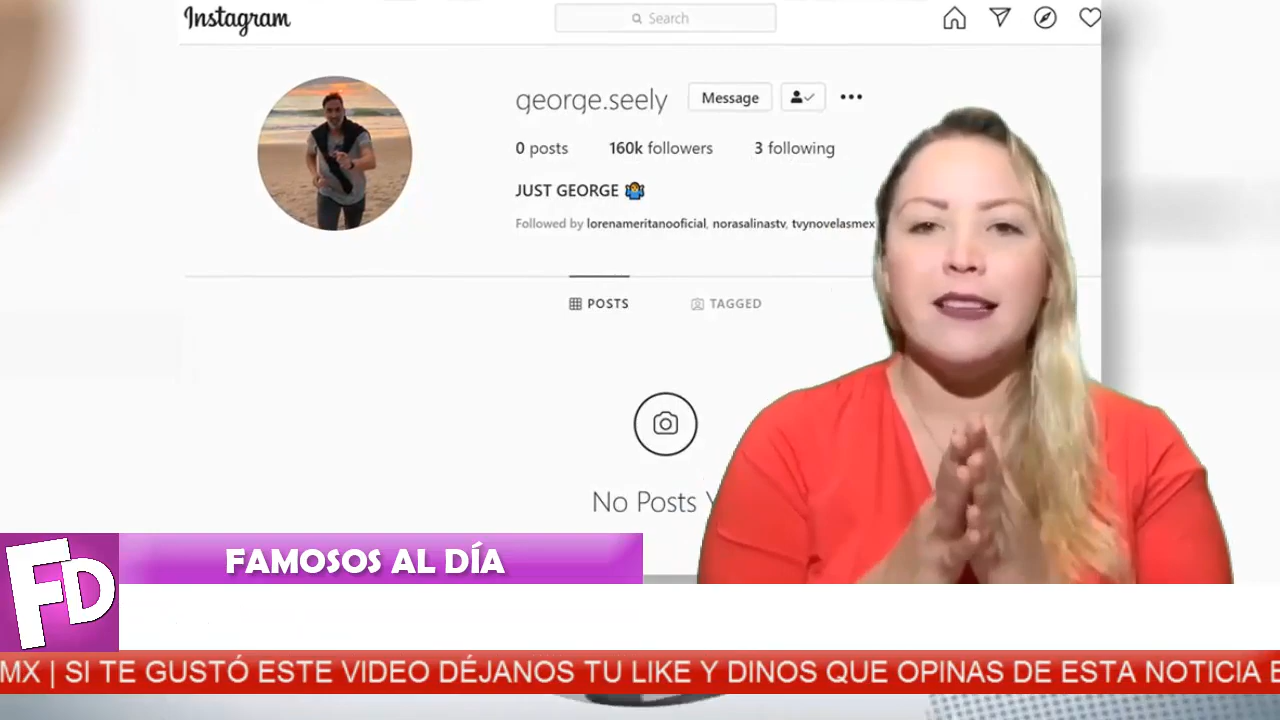 Instagram
Search
george.seely
Message
0 posts 160k followers 3 following
JUST GEORGE 🤷‍♂️
Followed by lorenameritanooficial, norasalinastv, tvynovelasmex
POSTS TAGGED
No Posts
FAMOSOS AL DÍA
FD
MX | SI TE GUSTÓ ESTE VIDEO DÉJANOS TU LIKE Y DINOS QUE OPINAS DE ESTA NOTICIA E